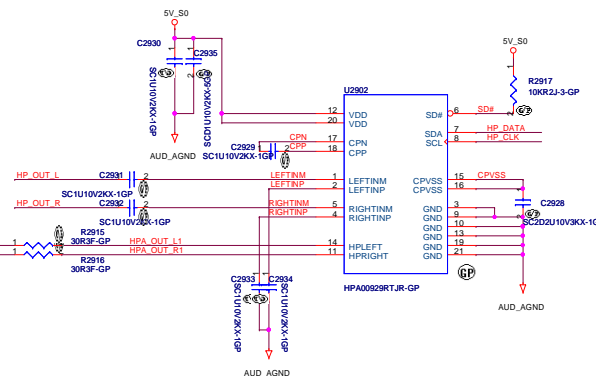 5V_S0
5V_S0
C2930
C2935
SC1U10V2KX-1GP
SCD1U10V2KX-5GP
R2917
10KR2J-3-GP
AUD_AGND
U2902
12 VDD
20 VDD
SD# 6 SD#
SDA 7 HP_DATA
SCL 8 HP_CLK
CPN 17 CPN
CPP 18 CPP
C2929
SC1U10V2KX-1GP
HP_OUT_L
C2931
LEFTINM 1 LEFTINM
LEFTINP 2 LEFTINP
SC1U10V2KX-1GP
CPVSS 15 CPVSS
CPVSS 16
HP_OUT_R
C2932
RIGHTINM 5 RIGHTINM
RIGHTINP 4 RIGHTINP
SC1U10V2KX-1GP
GND 3
GND 9
GND 10
GND 13
GND 19
GND 21
C2928
SC2D2U10V3KX-1G
R2915
30R3F-GP
1 HPA_OUT_L1 14 HPLEFT
1 HPA_OUT_R1 11 HPRIGHT
R2916
30R3F-GP
C2933
C2934
SC1U10V2KX-1GP
SC1U10V2KX-1GP
GP
HPA00929RTJR-GP
AUD_AGND
AUD_AGND